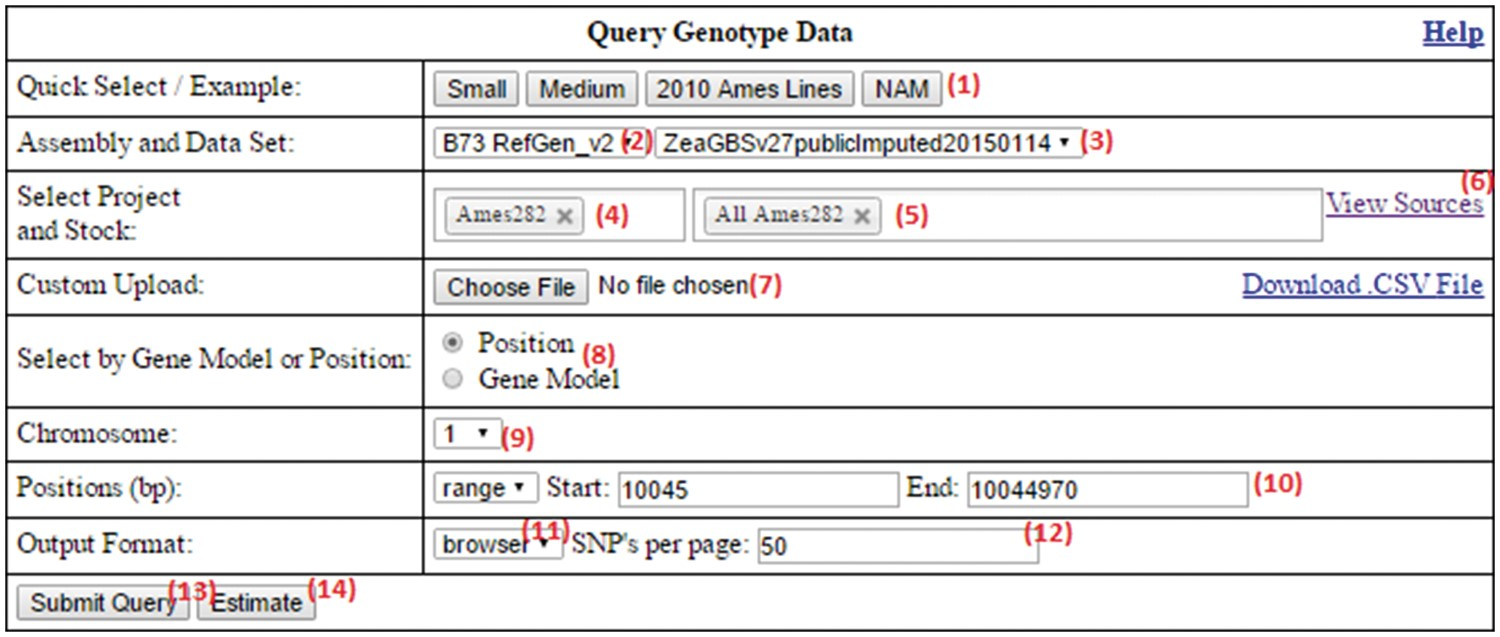 Query Genotype Data Help
Quick Select / Example: Small Medium 2010 Ames Lines NAM (1)
Assembly and Data Set: B73 RefGen_v2 (2) ZeaGBSv27publicImputed20150114 (3)
Select Project
and Stock: Ames282 × (4) All Ames282 × (5) View Sources (6)
Custom Upload: Choose File No file chosen (7) Download .CSV File
Select by Gene Model or Position: Position (8)
Gene Model
Chromosome: 1 (9)
Positions (bp): range Start: 10045 End: 10044970 (10)
Output Format: browser (11) SNP's per page: 50 (12)
Submit Query (13) Estimate (14)